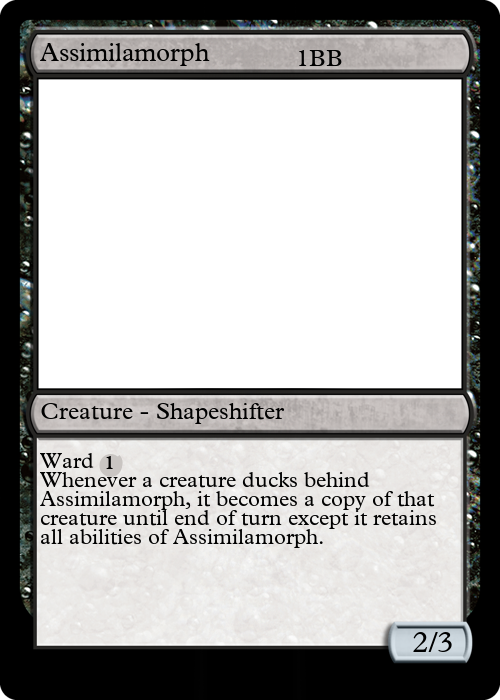 Assimilamorph 1BB
Creature - Shapeshifter
Ward 1
Whenever a creature ducks behind
Assimilamorph, it becomes a copy of that
creature until end of turn except it retains
all abilities of Assimilamorph.
2/3